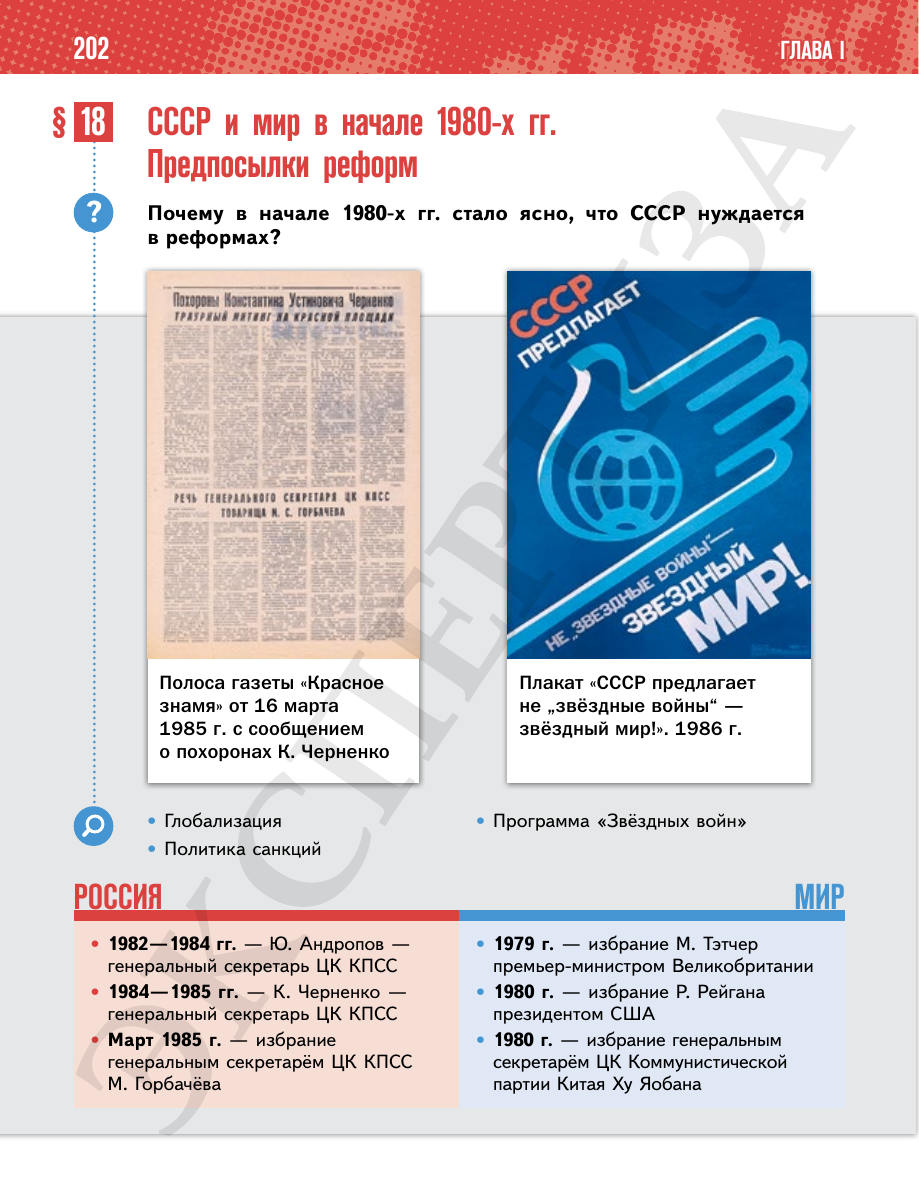 202
ГЛАВА I
§ 18
СССР и мир в начале 1980-х гг.
Предпосылки реформ
?
Почему в начале 1980-х гг. стало ясно, что СССР нуждается
в реформах?
Похороны Константина Устиновича Черненко
ТРАУРНЫЙ МИТИНГ НА КРАСНОЙ ПЛОЩАДИ
РЕЧЬ ГЕНЕРАЛЬНОГО СЕКРЕТАРЯ ЦК КПСС
ТОВАРИЩА М. С. ГОРБАЧЕВА
Полоса газеты «Красное
знамя» от 16 марта
1985 г. с сообщением
о похоронах К. Черненко
СССР
ПРЕДЛАГАЕТ
НЕ „ЗВЕЗДНЫЕ ВОЙНЫ“—
ЗВЕЗДНЫЙ
МИР!
Плакат «СССР предлагает
не „звёздные войны“ —
звёздный мир!». 1986 г.
• Глобализация
• Политика санкций
• Программа «Звёздных войн»
РОССИЯ
• 1982—1984 гг. — Ю. Андропов —
генеральный секретарь ЦК КПСС
• 1984—1985 гг. — К. Черненко —
генеральный секретарь ЦК КПСС
• Март 1985 г. — избрание
генеральным секретарём ЦК КПСС
М. Горбачёва
МИР
• 1979 г. — избрание М. Тэтчер
премьер-министром Великобритании
• 1980 г. — избрание Р. Рейгана
президентом США
• 1980 г. — избрание генеральным
секретарём ЦК Коммунистической
партии Китая Ху Яобана
ЭКСПЕРТИЗА